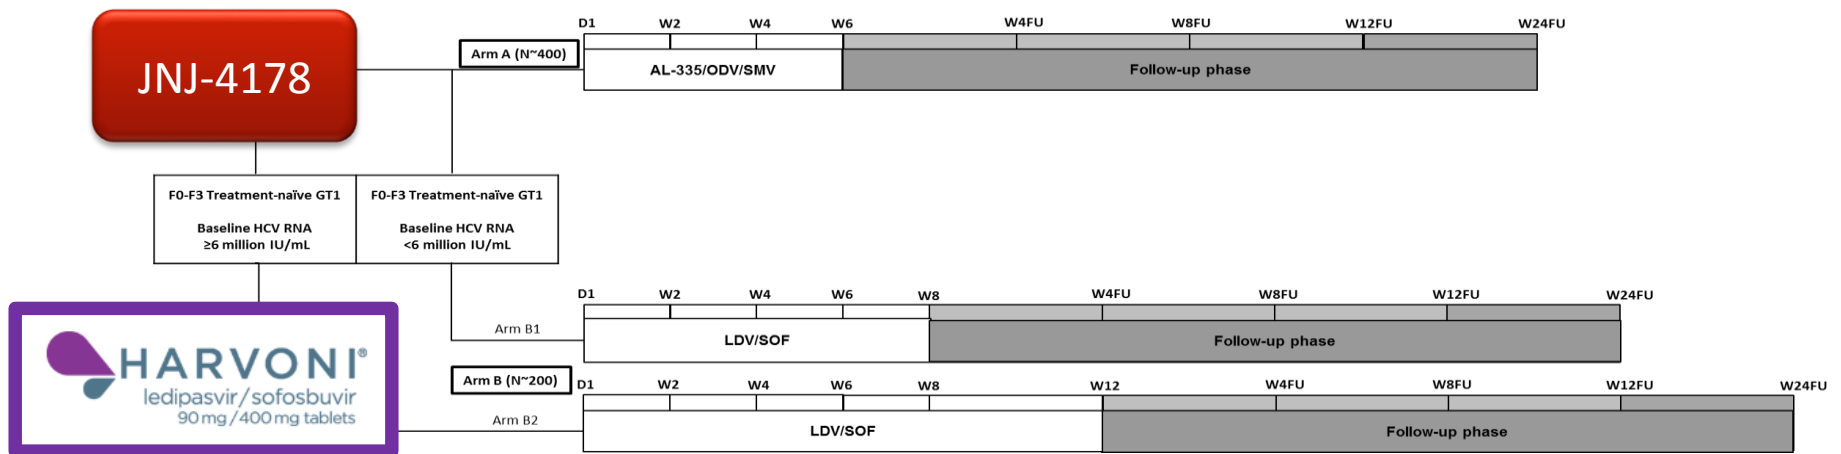 D1 W2 W4 W6 W4FU W8FU W12FU W24FU
JNJ-4178
Arm A (N~400)
AL-335/ODV/SMV
Follow-up phase
F0-F3 Treatment-naïve GT1
Baseline HCV RNA
≥6 million IU/mL
F0-F3 Treatment-naïve GT1
Baseline HCV RNA
<6 million IU/mL
D1 W2 W4 W6 W8 W4FU W8FU W12FU W24FU
Arm B1
LDV/SOF
Follow-up phase
HARVONI®
ledipasvir/sofosbuvir
90 mg/400 mg tablets
Arm B (N~200)
D1 W2 W4 W6 W8 W12 W4FU W8FU W12FU W24FU
Arm B2
LDV/SOF
Follow-up phase